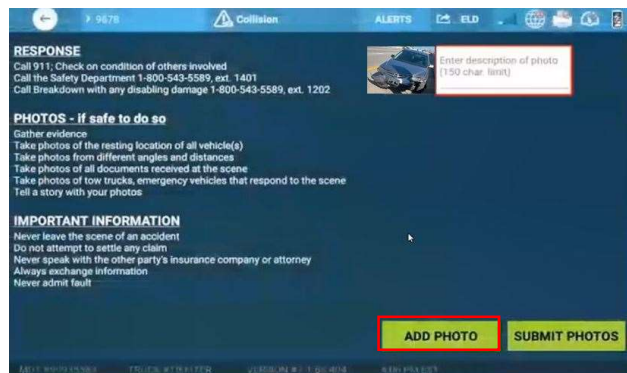 9678
Collision
ALERTS
ELD
RESPONSE
Call 911; Check on condition of others involved
Call the Safety Department 1-800-543-5589, ext. 1401
Call Breakdown with any disabling damage 1-800-543-5589, ext. 1202
Enter description of photo
(150 char. limit)
PHOTOS - if safe to do so
Gather evidence
Take photos of the resting location of all vehicle(s)
Take photos from different angles and distances
Take photos of all documents received at the scene
Take photos of tow trucks, emergency vehicles that respond to the scene
Tell a story with your photos
IMPORTANT INFORMATION
Never leave the scene of an accident
Do not attempt to settle any claim
Never speak with the other party's insurance company or attorney
Always exchange information
Never admit fault
ADD PHOTO
SUBMIT PHOTOS